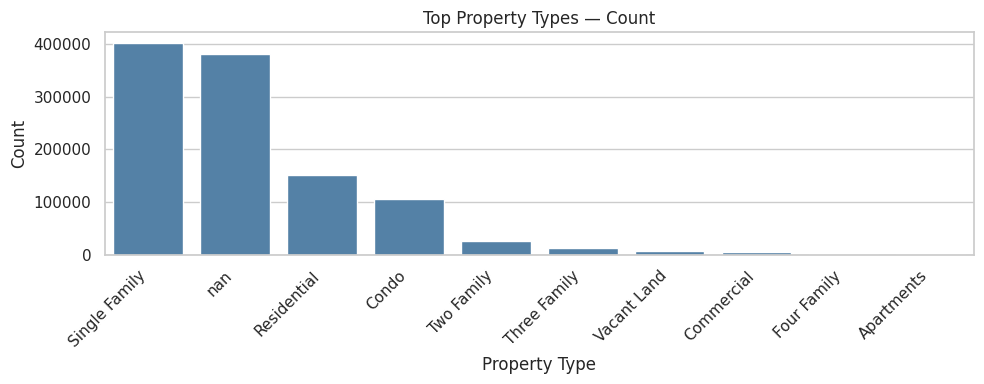 Top Property Types — Count
Count
400000
300000
200000
100000
0
Single Family
nan
Residential
Condo
Two Family
Three Family
Vacant Land
Commercial
Four Family
Apartments
Property Type